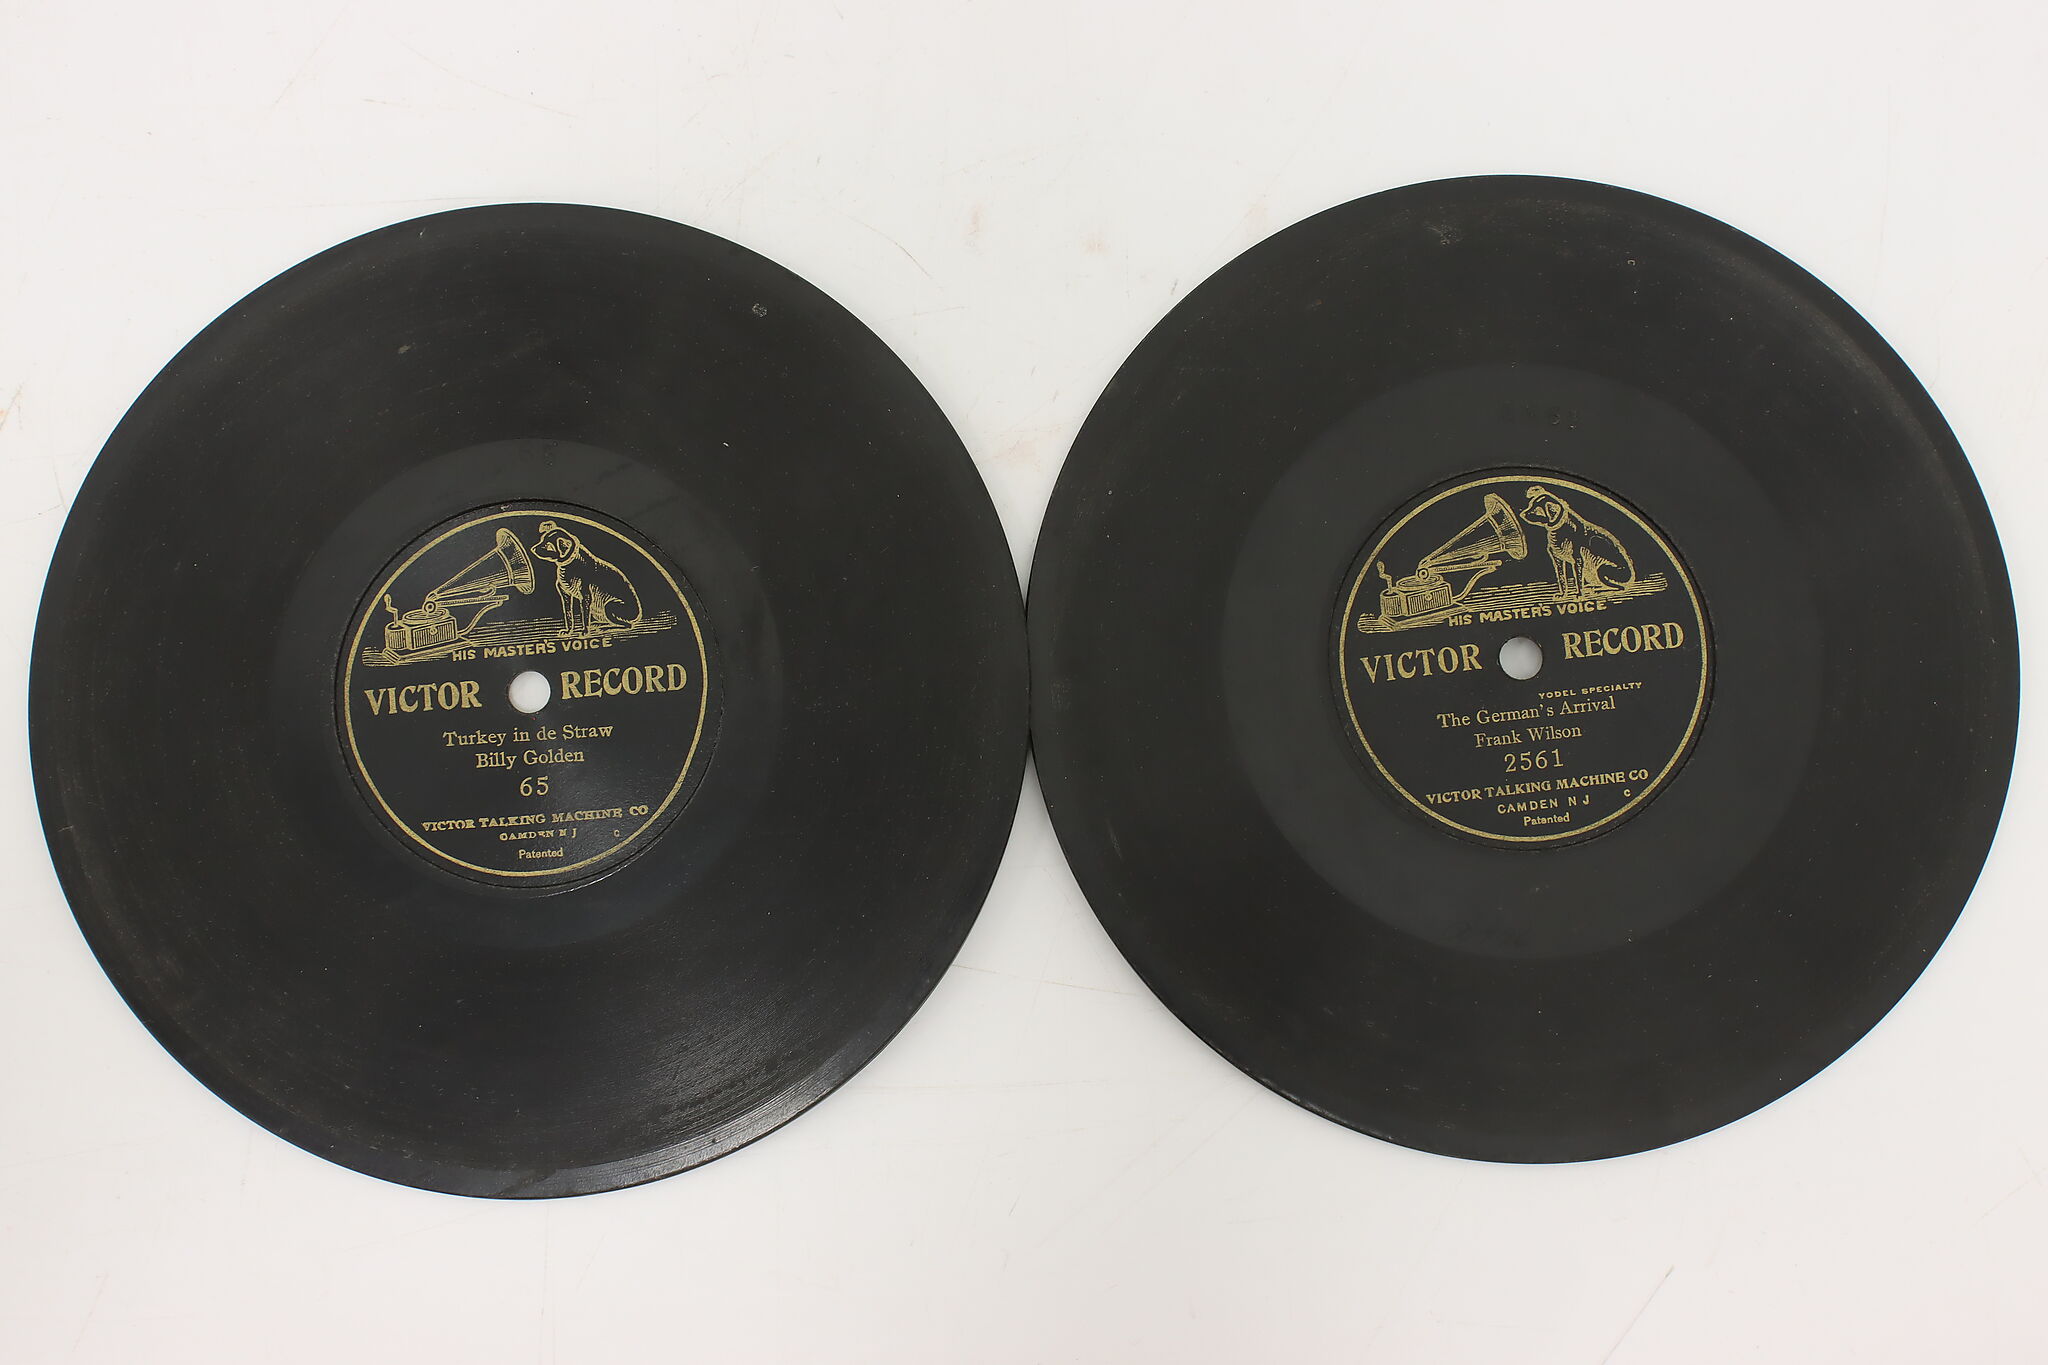 HIS MASTER'S VOICE
VICTOR RECORD
Turkey in de Straw
Billy Golden
65
VICTOR TALKING MACHINE CO
CAMDEN N J C
Patented
HIS MASTER'S VOICE
VICTOR RECORD
YODEL SPECIALTY
The German's Arrival
Frank Wilson
2561
VICTOR TALKING MACHINE CO
CAMDEN N J C
Patented